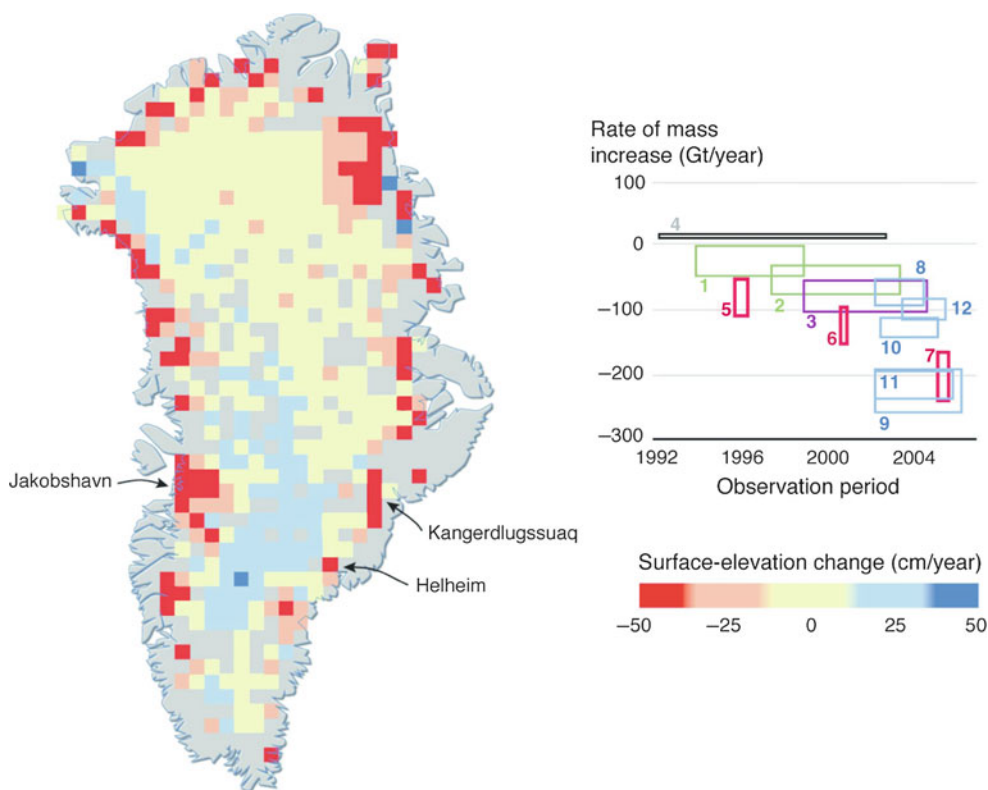 Jakobshavn
Kangerdlugssuaq
Helheim
Rate of mass
increase (Gt/year)
100
0
−100
−200
−300
4
1
5
2
6
3
8
12
10
7
11
9
1992 1996 2000 2004
Observation period
Surface-elevation change (cm/year)
−50 −25 0 25 50